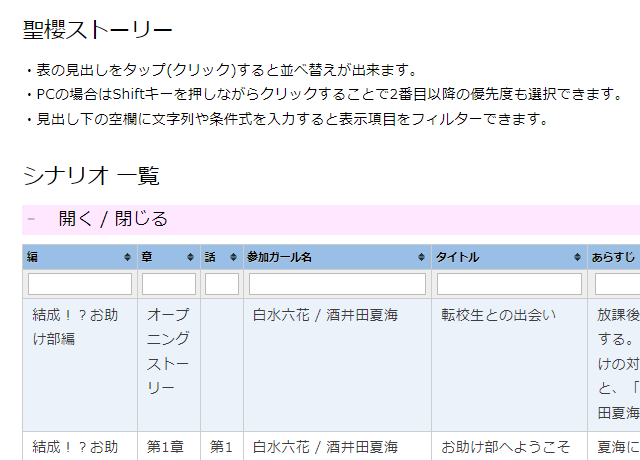 聖櫻ストーリー
・表の見出しをタップ(クリック)すると並べ替えが出来ます。
・PCの場合はShiftキーを押しながらクリックすることで2番目以降の優先度も選択できます。
・見出し下の空欄に文字列や条件式を入力すると表示項目をフィルターできます。
シナリオ 一覧
− 開く / 閉じる
編 章 話 参加ガール名 タイトル あらすじ
結成！？お助 オープ 白水六花 / 酒井田夏海 転校生との出会い 放課後
け部編 ニング する。
ストー けの対
リー と、「
田夏海
結成！？お助 第1章 第1 白水六花 / 酒井田夏海 お助け部へようこそ 夏海に